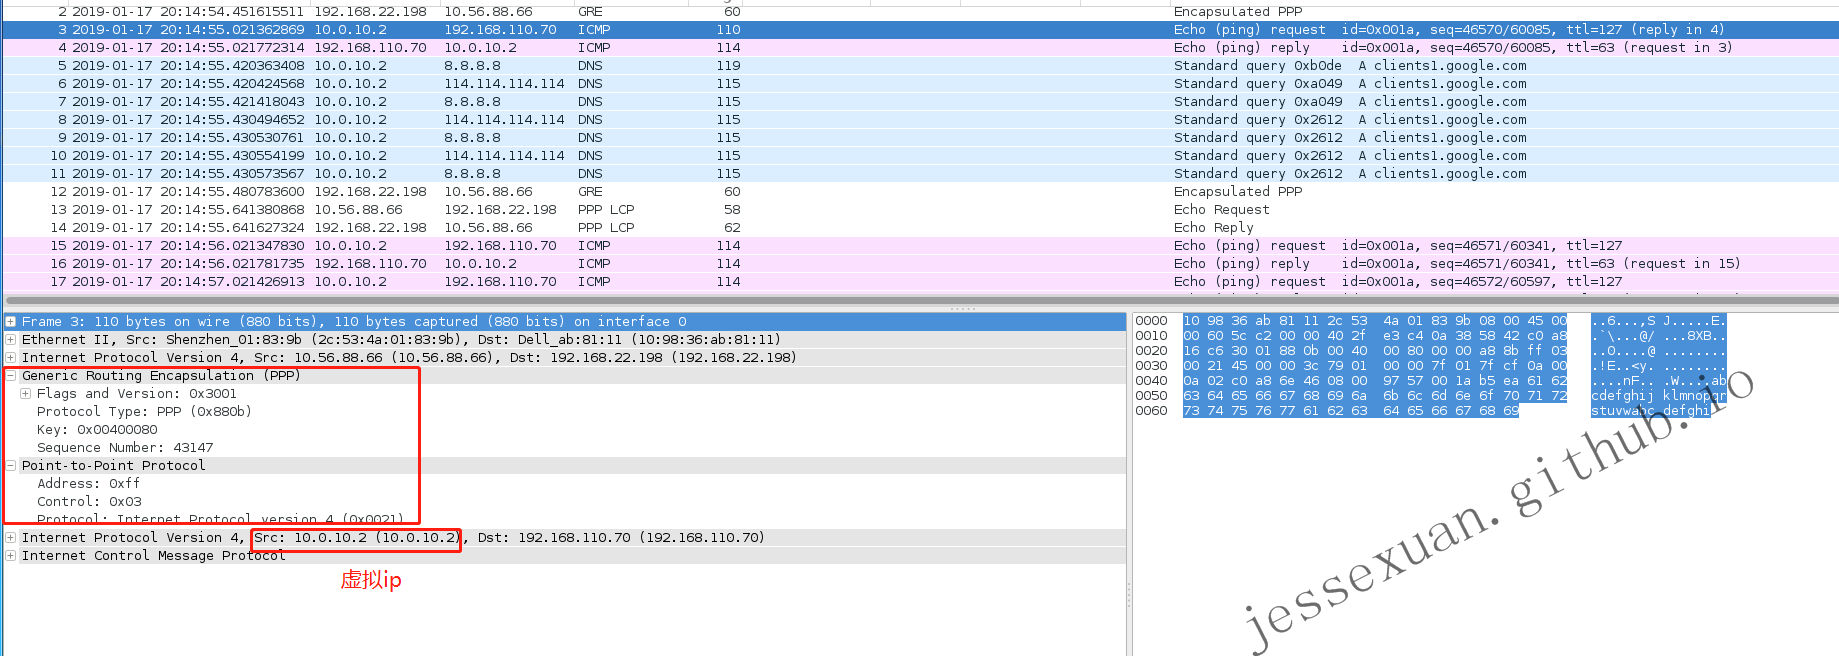 2 2019-01-17 20:14:54.451615511 192.168.22.198 10.56.88.66 GRE 60 Encapsulated PPP
3 2019-01-17 20:14:55.021362869 10.0.10.2 192.168.110.70 ICMP 110 Echo (ping) request id=0x001a, seq=46570/60085, ttl=127 (reply in 4)
4 2019-01-17 20:14:55.021772314 192.168.110.70 10.0.10.2 ICMP 114 Echo (ping) reply id=0x001a, seq=46570/60085, ttl=63 (request in 3)
5 2019-01-17 20:14:55.420363408 10.0.10.2 8.8.8.8 DNS 119 Standard query 0xb0de A clients1.google.com
6 2019-01-17 20:14:55.420424568 10.0.10.2 114.114.114.114 DNS 115 Standard query 0xa049 A clients1.google.com
7 2019-01-17 20:14:55.421418043 10.0.10.2 8.8.8.8 DNS 115 Standard query 0xa049 A clients1.google.com
8 2019-01-17 20:14:55.430494652 10.0.10.2 114.114.114.114 DNS 115 Standard query 0x2612 A clients1.google.com
9 2019-01-17 20:14:55.430530761 10.0.10.2 8.8.8.8 DNS 115 Standard query 0x2612 A clients1.google.com
10 2019-01-17 20:14:55.430554199 10.0.10.2 114.114.114.114 DNS 115 Standard query 0x2612 A clients1.google.com
11 2019-01-17 20:14:55.430573567 10.0.10.2 8.8.8.8 DNS 115 Standard query 0x2612 A clients1.google.com
12 2019-01-17 20:14:55.480783600 192.168.22.198 10.56.88.66 GRE 60 Encapsulated PPP
13 2019-01-17 20:14:55.641380868 10.56.88.66 192.168.22.198 PPP LCP 58 Echo Request
14 2019-01-17 20:14:55.641627324 192.168.22.198 10.56.88.66 PPP LCP 62 Echo Reply
15 2019-01-17 20:14:56.021347830 10.0.10.2 192.168.110.70 ICMP 114 Echo (ping) request id=0x001a, seq=46571/60341, ttl=127
16 2019-01-17 20:14:56.021781735 192.168.110.70 10.0.10.2 ICMP 114 Echo (ping) reply id=0x001a, seq=46571/60341, ttl=63 (request in 15)
17 2019-01-17 20:14:57.021426913 10.0.10.2 192.168.110.70 ICMP 114 Echo (ping) request id=0x001a, seq=46572/60597, ttl=127
Frame 3: 110 bytes on wire (880 bits), 110 bytes captured (880 bits) on interface 0
Ethernet II, Src: Shenzhen_01:83:9b (2c:53:4a:01:83:9b), Dst: Dell_ab:81:11 (10:98:36:ab:81:11)
Internet Protocol Version 4, Src: 10.56.88.66 (10.56.88.66), Dst: 192.168.22.198 (192.168.22.198)
Generic Routing Encapsulation (PPP)
Flags and Version: 0x3001
Protocol Type: PPP (0x880b)
Key: 0x00400080
Sequence Number: 43147
Point-to-Point Protocol
Address: 0xff
Control: 0x03
Protocol: Internet Protocol version 4 (0x0021)
Internet Protocol Version 4, Src: 10.0.10.2 (10.0.10.2), Dst: 192.168.110.70 (192.168.110.70)
Internet Control Message Protocol
虚拟ip
0000 10 98 36 ab 81 11 2c 53 4a 01 83 9b 08 00 45 00 ..6...,S J.....E.
0010 00 60 5c c2 00 00 40 2f e3 c4 0a 38 58 42 c0 a8 .`\...@/ ...8XB..
0020 16 c6 30 01 88 0b 00 40 00 80 00 00 a8 8b ff 03 ..0....@ ........
0030 00 21 45 00 00 3c 79 01 00 00 7f 01 7f cf 0a 00 .!E..<y. ........
0040 0a 02 c0 a8 6e 46 08 00 97 57 00 1a b5 ea 61 62 ....nF.. .W....ab
0050 63 64 65 66 67 68 69 6a 6b 6c 6d 6e 6f 70 71 72 cdefghij klmnopqr
0060 73 74 75 76 77 61 62 63 64 65 66 67 68 69 stuvwabc defghi
jessexuan.github.io